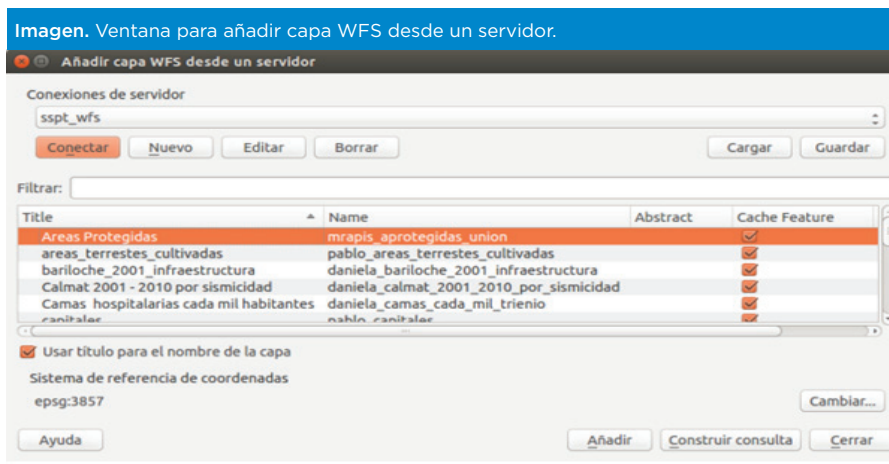 Imagen. Ventana para añadir capa WFS desde un servidor.
Añadir capa WFS desde un servidor
Conexiones de servidor
sspt_wfs
Conectar Nuevo Editar Borrar Cargar Guardar
Filtrar:
Title Name Abstract Cache Feature
Areas Protegidas mrapis_aprotegidas_union
areas_terrestes_cultivadas pablo_areas_terrestes_cultivadas
bariloche_2001_infraestructura daniela_bariloche_2001_infraestructura
Calmat 2001 - 2010 por sismicidad daniela_calmat_2001_2010_por_sismicidad
Camas hospitalarias cada mil habitantes daniela_camas_cada_mil_trienio
capitales pablo_capitales
Usar título para el nombre de la capa
Sistema de referencia de coordenadas
epsg:3857 Cambiar...
Ayuda Añadir Construir consulta Cerrar